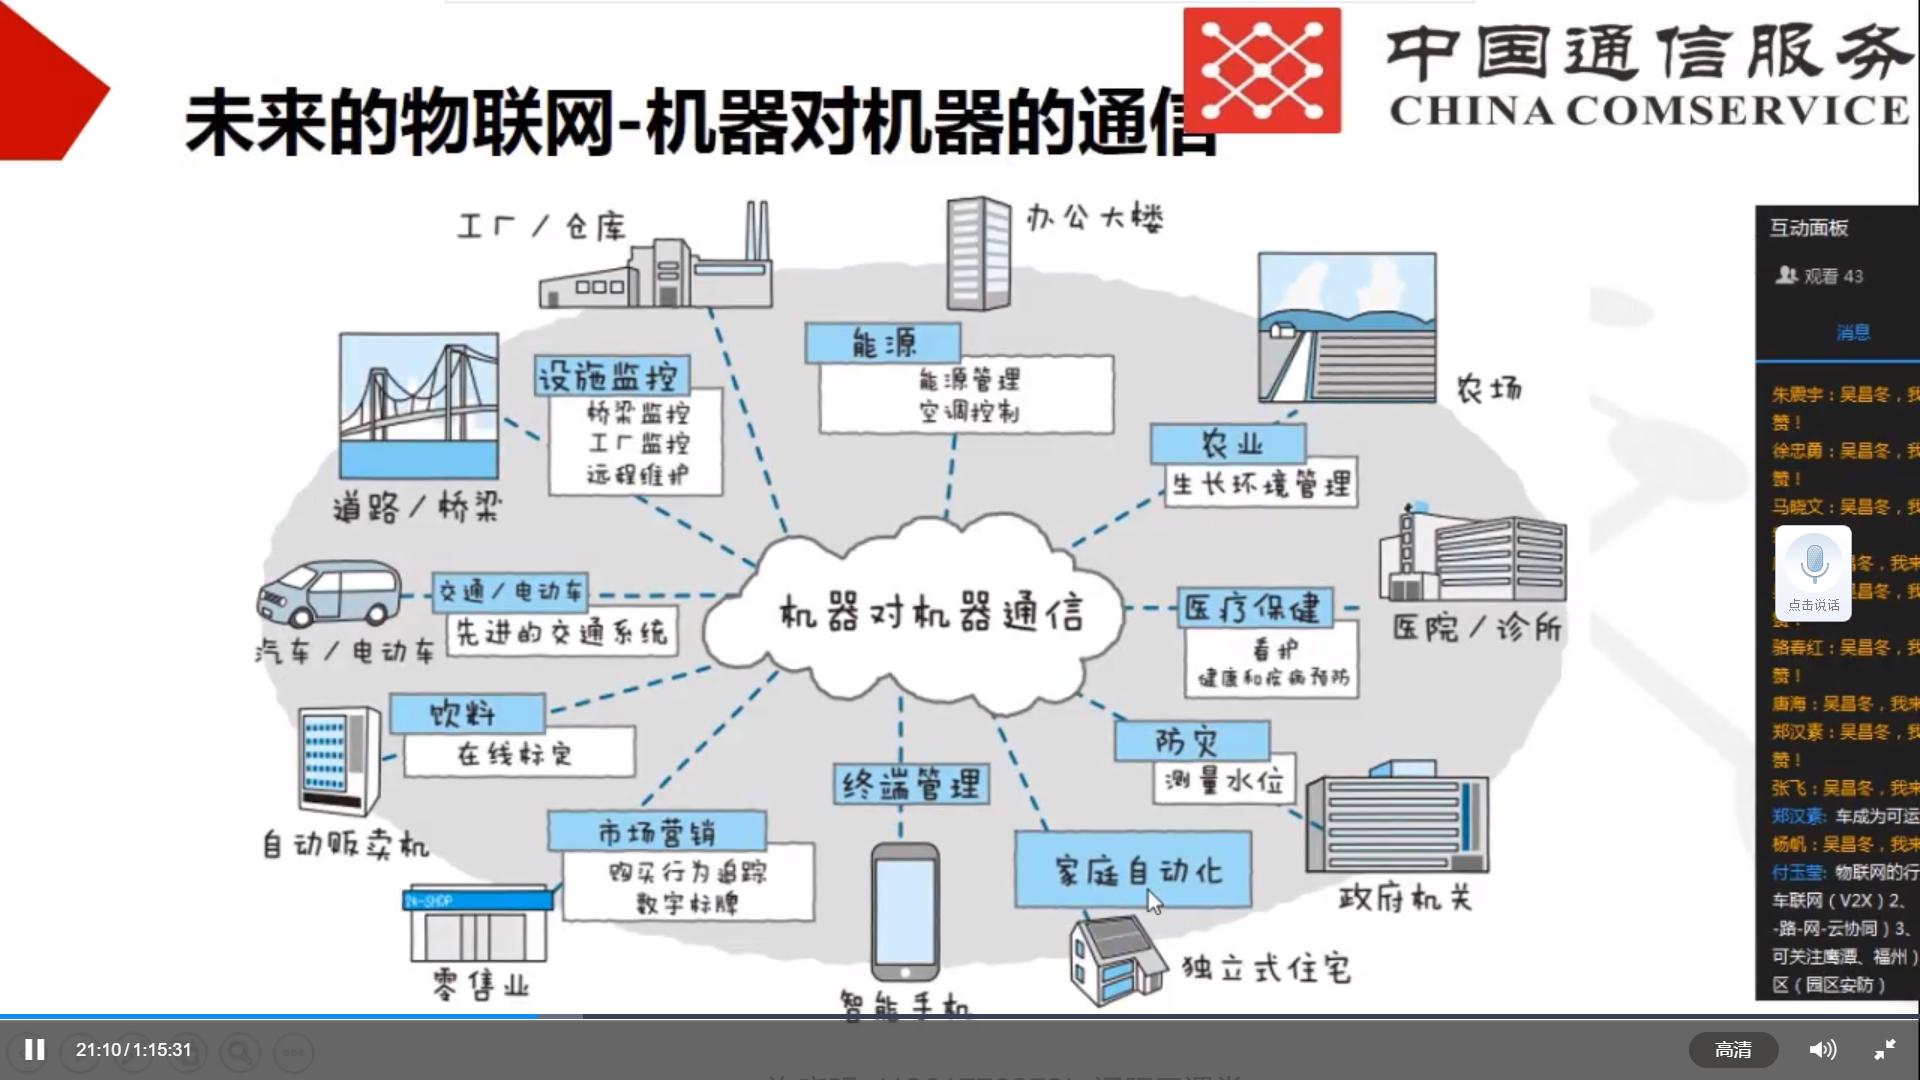 中国通信服务
CHINA COMSERVICE
未来的物联网-机器对机器的通信
工厂／仓库
办公大楼
能源
能源管理
空调控制
设施监控
桥梁监控
工厂监控
远程维护
道路／桥梁
农场
农业
生长环境管理
交通／电动车
先进的交通系统
汽车／电动车
机器对机器通信
医疗保健
看护
健康和疾病预防
医院／诊所
饮料
在线标定
自动贩卖机
防灾
测量水位
政府机关
终端管理
市场营销
购买行为追踪
数字标牌
24-SHOP
零售业
智能手机
家庭自动化
独立式住宅
互动面板
观看 43
消息
朱震宇：吴昌冬，我
赞！
徐忠勇：吴昌冬，我
赞！
马晓文：吴昌冬，我
冬，我来
冬，我
点击说话
骆春红：吴昌冬，我
赞！
唐海：吴昌冬，我来
郑汉素：吴昌冬，我
赞！
张飞：吴昌冬，我来
郑汉素: 车成为可运
杨帆：吴昌冬，我来
付玉莹: 物联网的行
车联网（V2X）2、
-路-网-云协同）3、
可关注鹰潭、福州）
区（园区安防）
21:10/1:15:31
高清